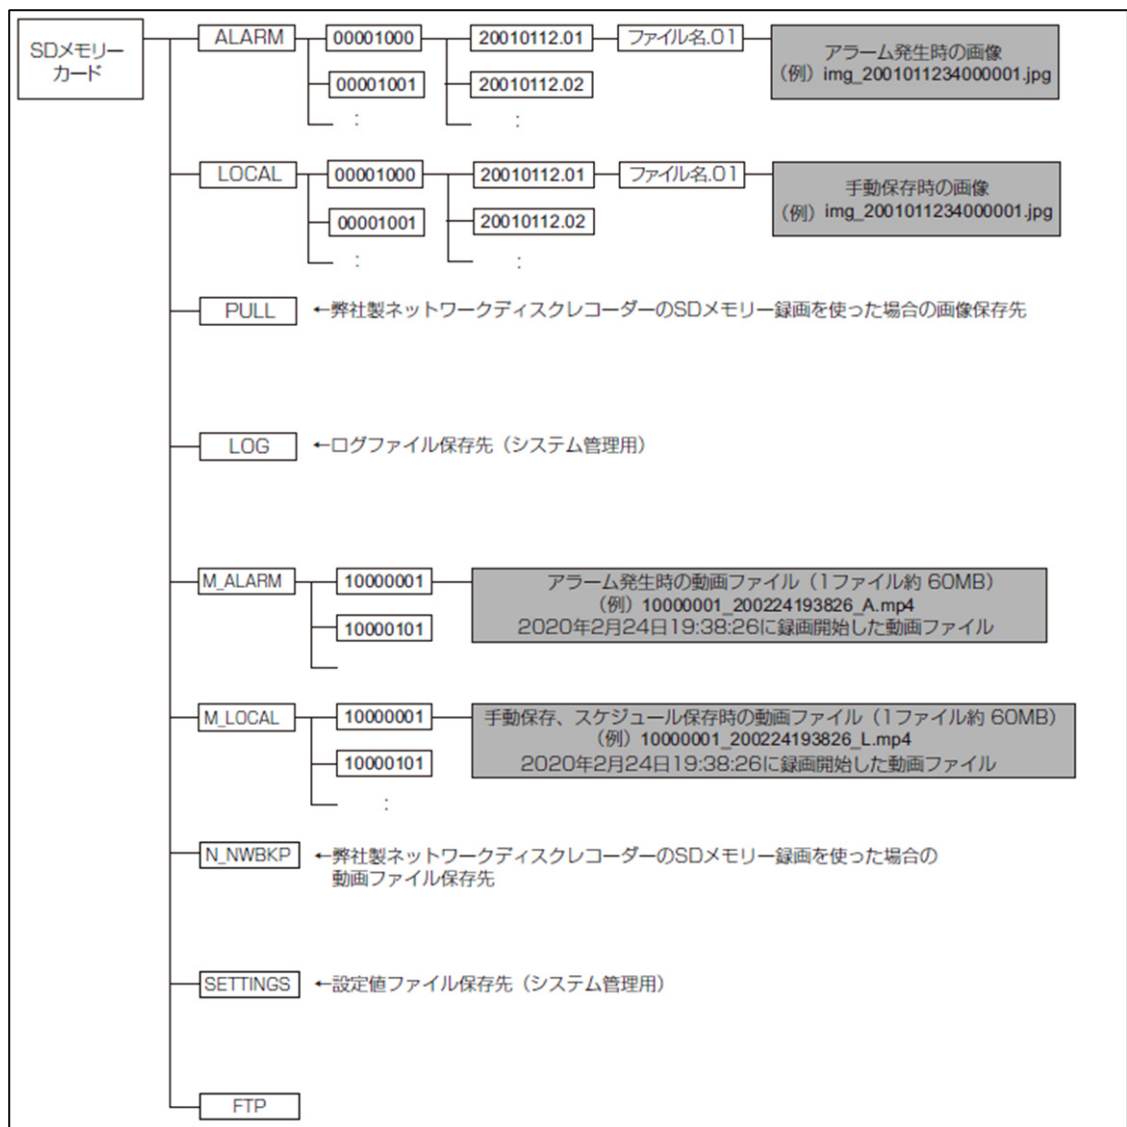 SDメモリー
カード
ALARM
00001000
20010112.01
ファイル名.01
アラーム発生時の画像
（例）img_2001011234000001.jpg
00001001
20010112.02
:
:
LOCAL
00001000
20010112.01
ファイル名.01
手動保存時の画像
（例）img_2001011234000001.jpg
00001001
20010112.02
:
:
PULL
←弊社製ネットワークディスクレコーダーのSDメモリー録画を使った場合の画像保存先
LOG
←ログファイル保存先（システム管理用）
M_ALARM
10000001
アラーム発生時の動画ファイル（1ファイル約 60MB）
（例）10000001_200224193826_A.mp4
2020年2月24日19:38:26に録画開始した動画ファイル
10000101
M_LOCAL
10000001
手動保存、スケジュール保存時の動画ファイル（1ファイル約 60MB）
（例）10000001_200224193826_L.mp4
2020年2月24日19:38:26に録画開始した動画ファイル
10000101
:
N_NWBKP
←弊社製ネットワークディスクレコーダーのSDメモリー録画を使った場合の
動画ファイル保存先
SETTINGS
←設定値ファイル保存先（システム管理用）
FTP